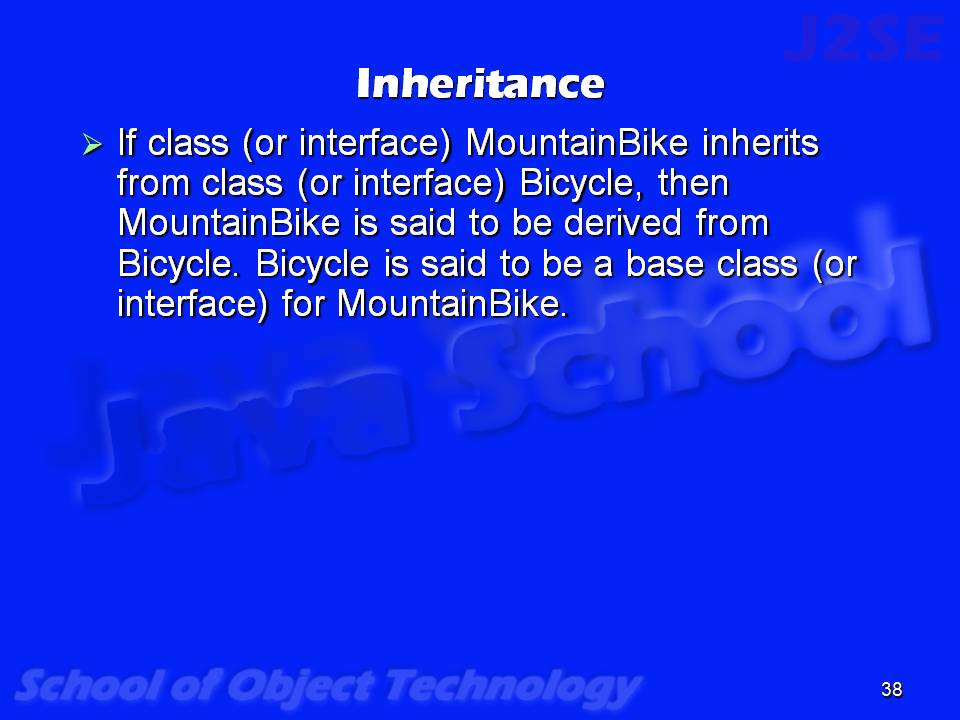 J2SE
Inheritance
If class (or interface) MountainBike inherits
from class (or interface) Bicycle, then
MountainBike is said to be derived from
Bicycle. Bicycle is said to be a base class (or
interface) for MountainBike.
Java School
School of Object Technology
38